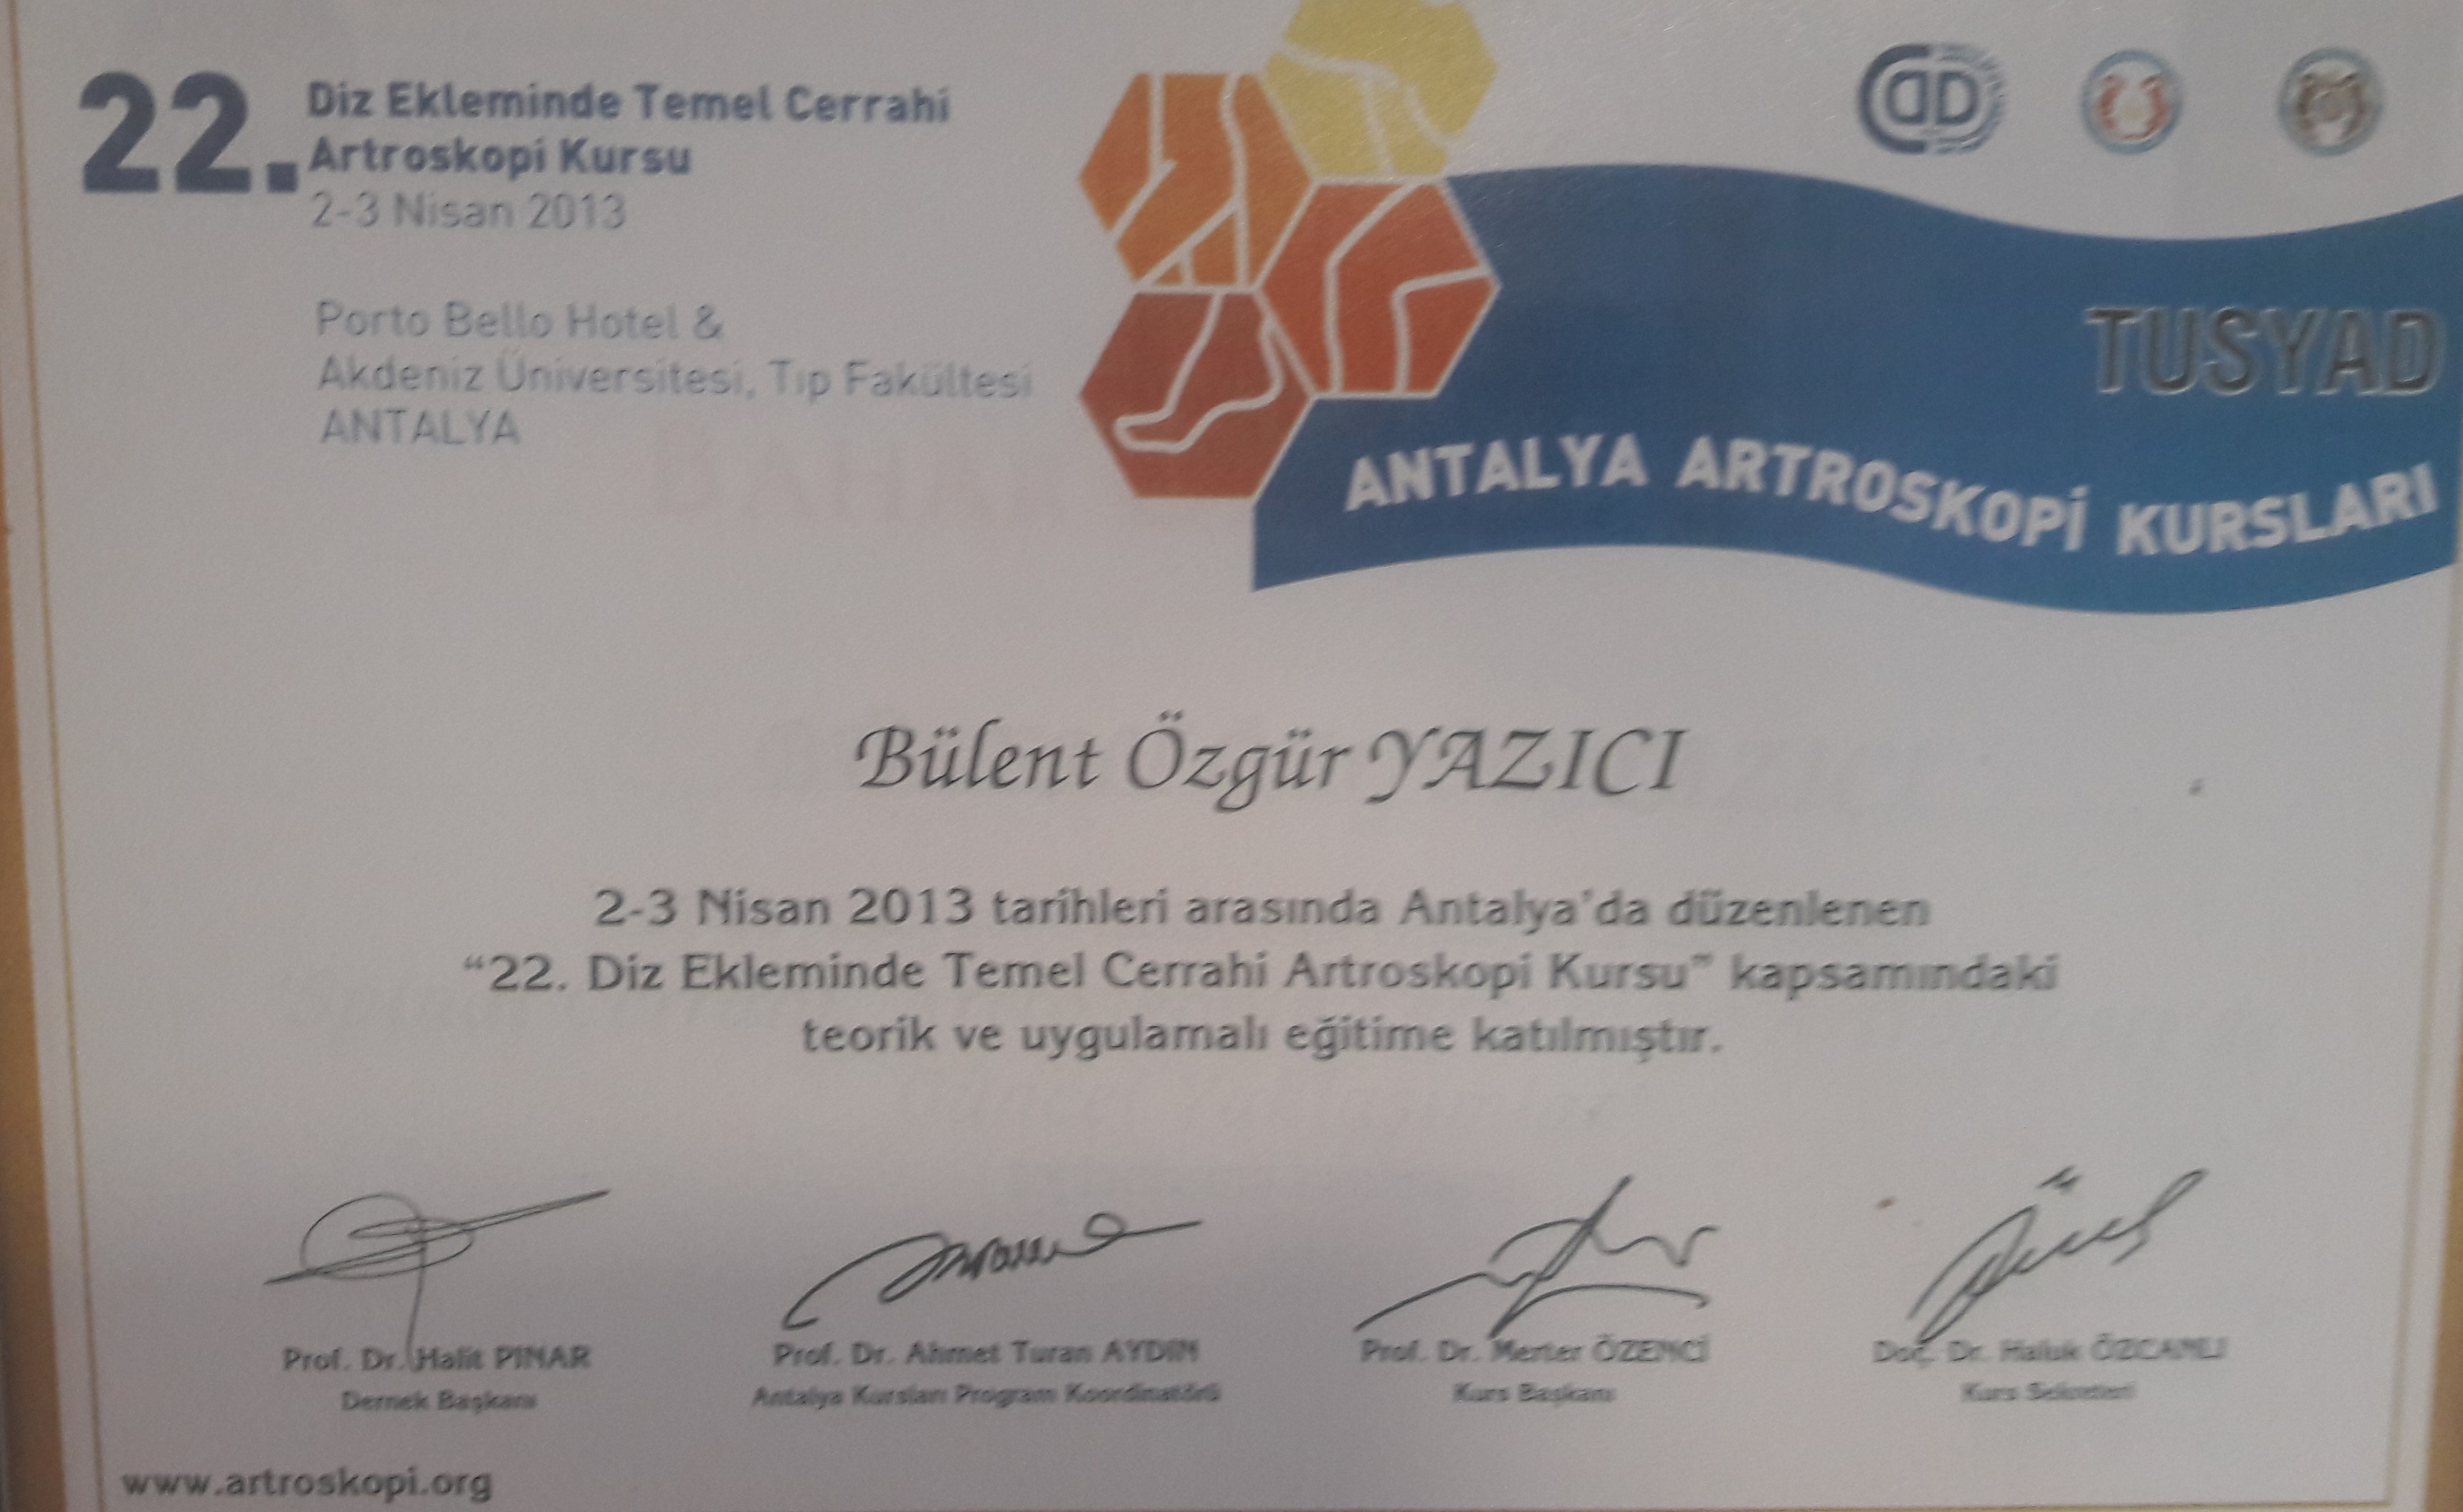 22.
Diz Ekleminde Temel Cerrahi
Artroskopi Kursu
2-3 Nisan 2013
Porto Bello Hotel &
Akdeniz Üniversitesi, Tıp Fakültesi
ANTALYA
TUSYAD
ANTALYA ARTROSKOPİ KURSLARI
Bülent Özgür YAZICI
2-3 Nisan 2013 tarihleri arasında Antalya'da düzenlenen
“22. Diz Ekleminde Temel Cerrahi Artroskopi Kursu” kapsamındaki
teorik ve uygulamalı eğitime katılmıştır.
Prof. Dr. Halit PINAR
Dernek Başkanı
Prof. Dr. Ahmet Turan AYDIN
Antalya Kursları Program Koordinatörü
Prof. Dr. Merter ÖZENCİ
Kurs Başkanı
Doç. Dr. Haluk ÖZCANLI
Kurs Sekreteri
www.artroskopi.org